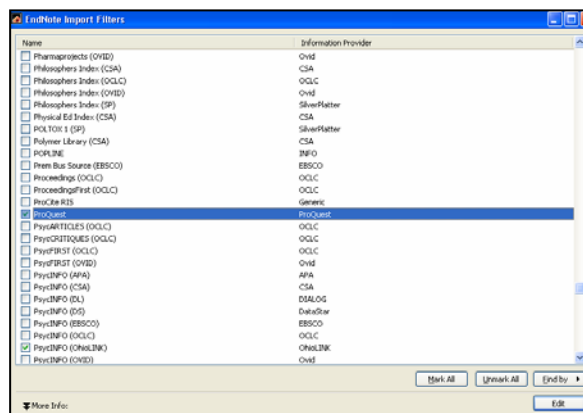 EndNote Import Filters
Name Information Provider
Pharmaprojects (OVID) Ovid
Philosophers Index (CSA) CSA
Philosophers Index (OCLC) OCLC
Philosophers Index (OVID) Ovid
Philosophers Index (SP) SilverPlatter
Physical Ed Index (CSA) CSA
POLTOX 1 (SP) SilverPlatter
Polymer Library (CSA) CSA
POPLINE INFO
Prem Bus Source (EBSCO) EBSCO
Proceedings (OCLC) OCLC
ProceedingsFirst (OCLC) OCLC
ProCite RIS Generic
ProQuest ProQuest
PsycARTICLES (OCLC) OCLC
PsycCRITIQUES (OCLC) OCLC
PsycFIRST (OCLC) OCLC
PsycFIRST (OVID) Ovid
PsycINFO (APA) APA
PsycINFO (CSA) CSA
PsycINFO (DL) DIALOG
PsycINFO (DS) DataStar
PsycINFO (EBSCO) EBSCO
PsycINFO (OCLC) OCLC
PsycINFO (OhioLINK) OhioLINK
PsycINFO (OVID) Ovid
Mark All Unmark All Find by
More Info: Edit